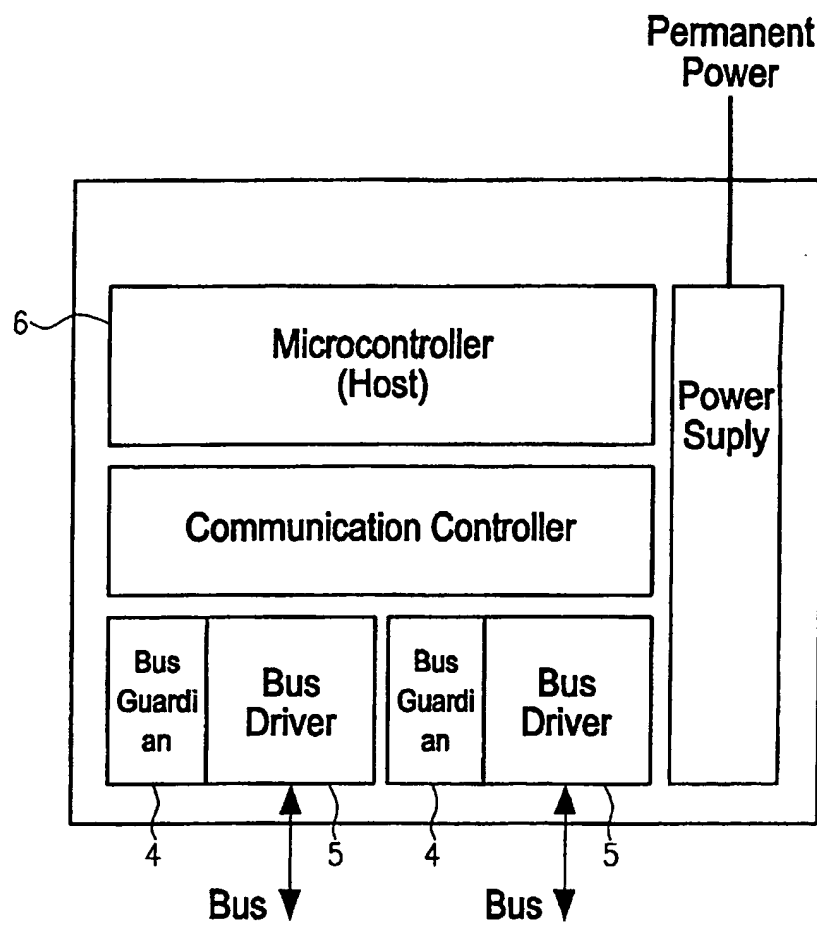 Permanent
Power
6
Microcontroller
(Host)
Power
Suply
Communication Controller
Bus
Guardi
an
Bus
Driver
Bus
Guardi
an
Bus
Driver
4
5
4
5
Bus
Bus